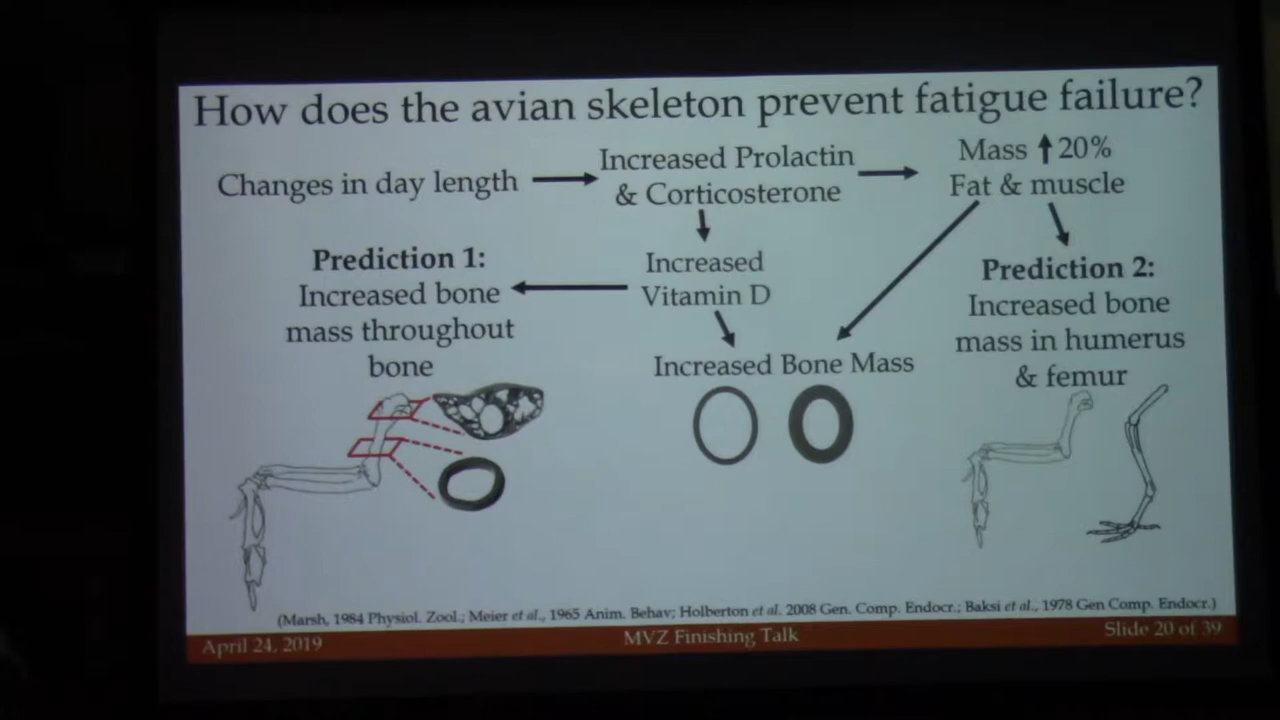 How does the avian skeleton prevent fatigue failure?
Changes in day length
Increased Prolactin
& Corticosterone
Mass ↑ 20%
Fat & muscle
Prediction 1:
Increased bone
mass throughout
bone
Increased
Vitamin D
Increased Bone Mass
Prediction 2:
Increased bone
mass in humerus
& femur
(Marsh, 1984 Physiol. Zool.; Meier et al., 1965 Anim. Behav; Holberton et al. 2008 Gen. Comp. Endocr.; Baksi et al., 1978 Gen Comp. Endocr.)
April 24, 2019
MVZ Finishing Talk
Slide 20 of 39